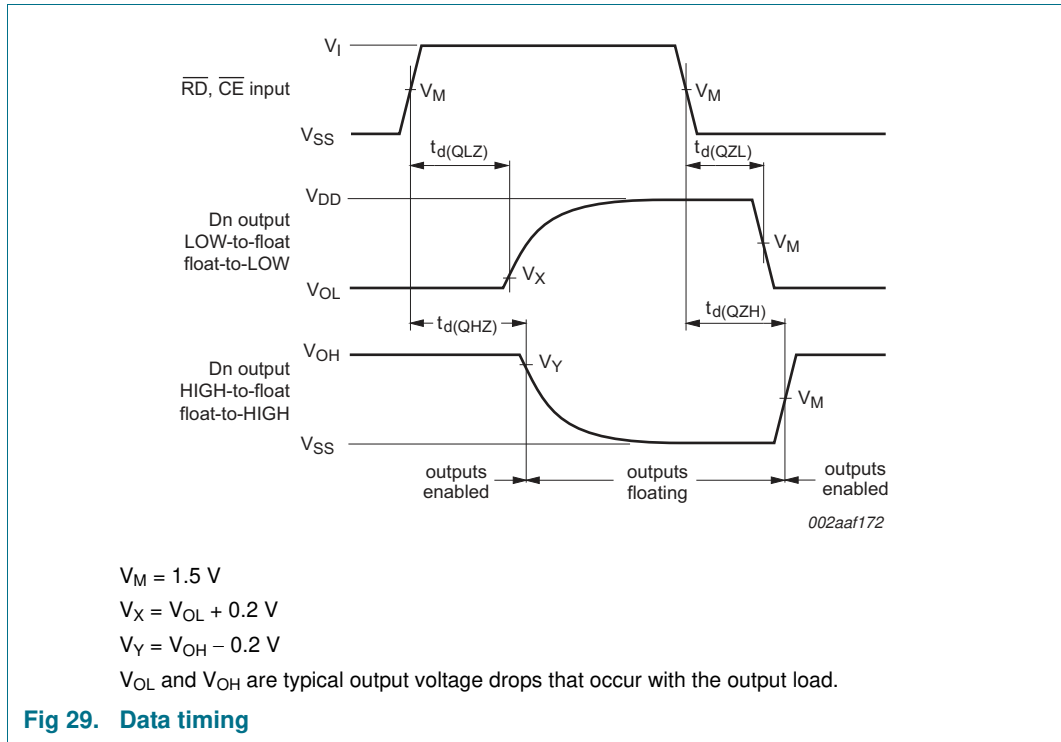 V_I
R̅D̅, C̅E̅ input
V_M
V_M
V_SS
t_d(QLZ)
t_d(QZL)
V_DD
Dn output
LOW-to-float
float-to-LOW
V_M
V_X
V_OL
t_d(QHZ)
t_d(QZH)
V_OH
Dn output
HIGH-to-float
float-to-HIGH
V_Y
V_M
V_SS
outputs
enabled
outputs
floating
outputs
enabled
002aaf172
V_M = 1.5 V
V_X = V_OL + 0.2 V
V_Y = V_OH − 0.2 V
V_OL and V_OH are typical output voltage drops that occur with the output load.
Fig 29. Data timing